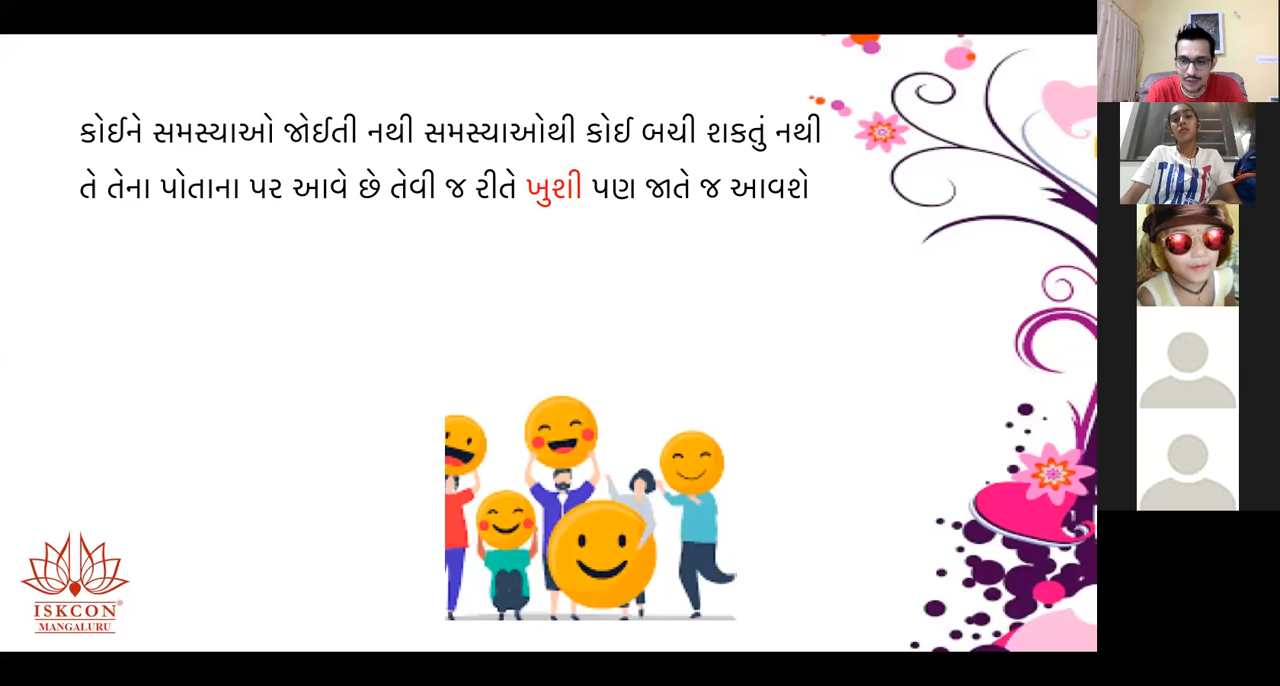 કોઈને સમસ્યાઓ જોઈતી નથી સમસ્યાઓથી કોઈ બચી શકતું નથી
તે તેના પોતાના પર આવે છે તેવી જ રીતે ખુશી પણ જાતે જ આવશે
ISKCON®
MANGALURU